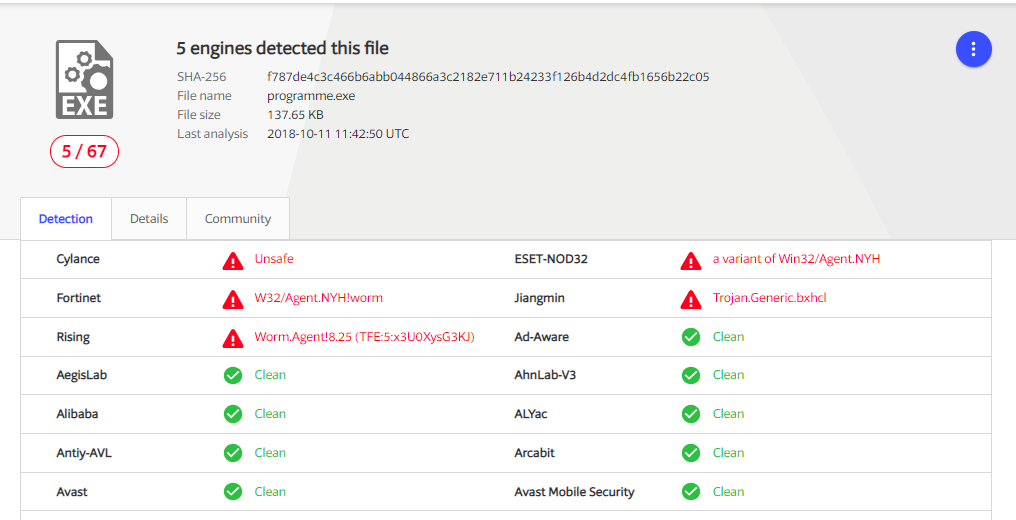 5 engines detected this file
SHA-256 f787de4c3c466b6abb044866a3c2182e711b24233f126b4d2dc4fb1656b22c05
File name programme.exe
EXE
File size 137.65 KB
Last analysis 2018-10-11 11:42:50 UTC
5 / 67
Detection Details Community
Cylance Unsafe ESET-NOD32 a variant of Win32/Agent.NYH
Fortinet W32/Agent.NYH!worm Jiangmin Trojan.Generic.bxhcl
Rising Worm.Agent!8.25 (TFE:5:x3U0XysG3KJ) Ad-Aware Clean
AegisLab Clean AhnLab-V3 Clean
Alibaba Clean ALYac Clean
Antiy-AVL Clean Arcabit Clean
Avast Clean Avast Mobile Security Clean